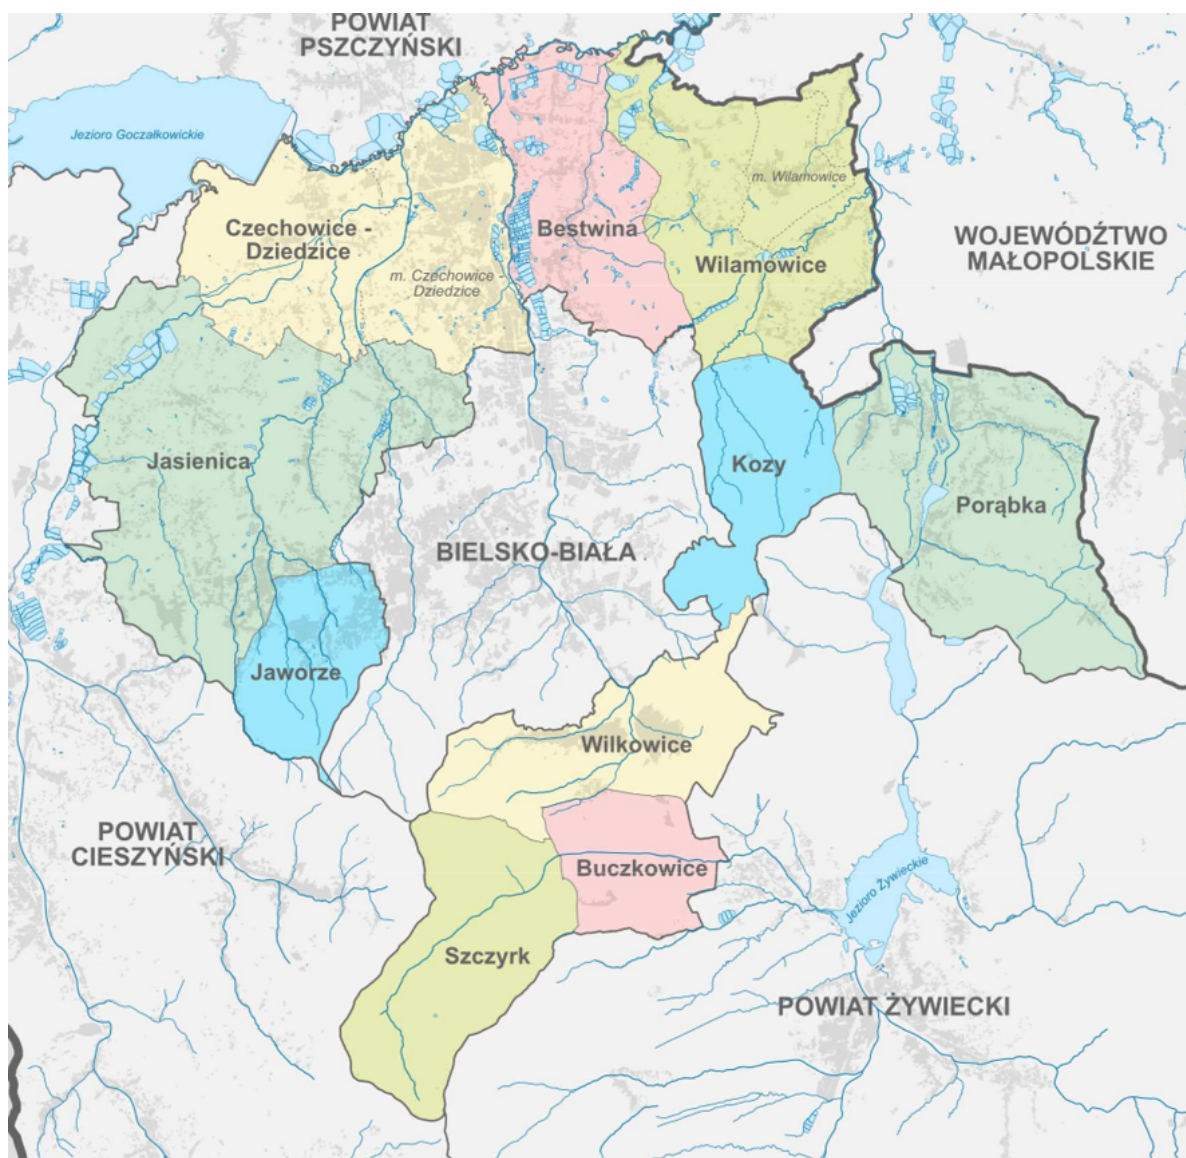 POWIAT
PSZCZYŃSKI
Jezioro Goczałkowickie
m. Wilamowice
Czechowice -
Dziedzice
Bestwina
WOJEWÓDŹTWO
MAŁOPOLSKIE
Wilamowice
m. Czechowice -
Dziedzice
Jasienica
Kozy
Porąbka
BIELSKO-BIAŁA
Jaworze
Wilkowice
POWIAT
CIESZYŃSKI
Buczkowice
Jezioro Żywieckie
Szczyrk
POWIAT ŻYWIECKI